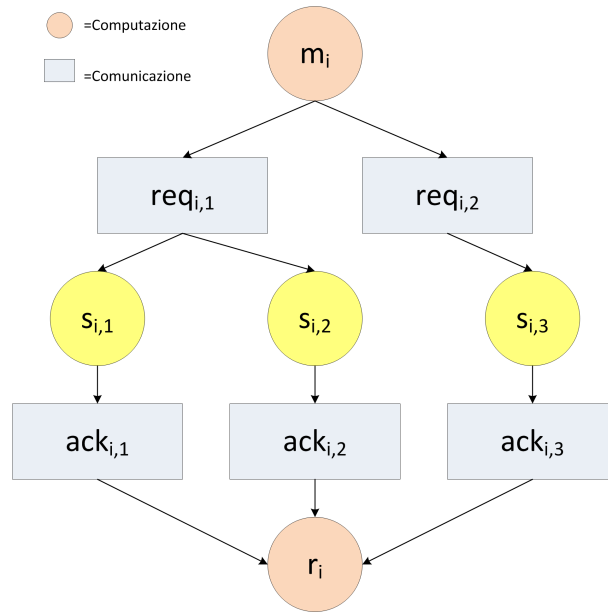 =Computazione
=Comunicazione
mᵢ
reqᵢ,₁
reqᵢ,₂
sᵢ,₁
sᵢ,₂
sᵢ,₃
ackᵢ,₁
ackᵢ,₂
ackᵢ,₃
rᵢ